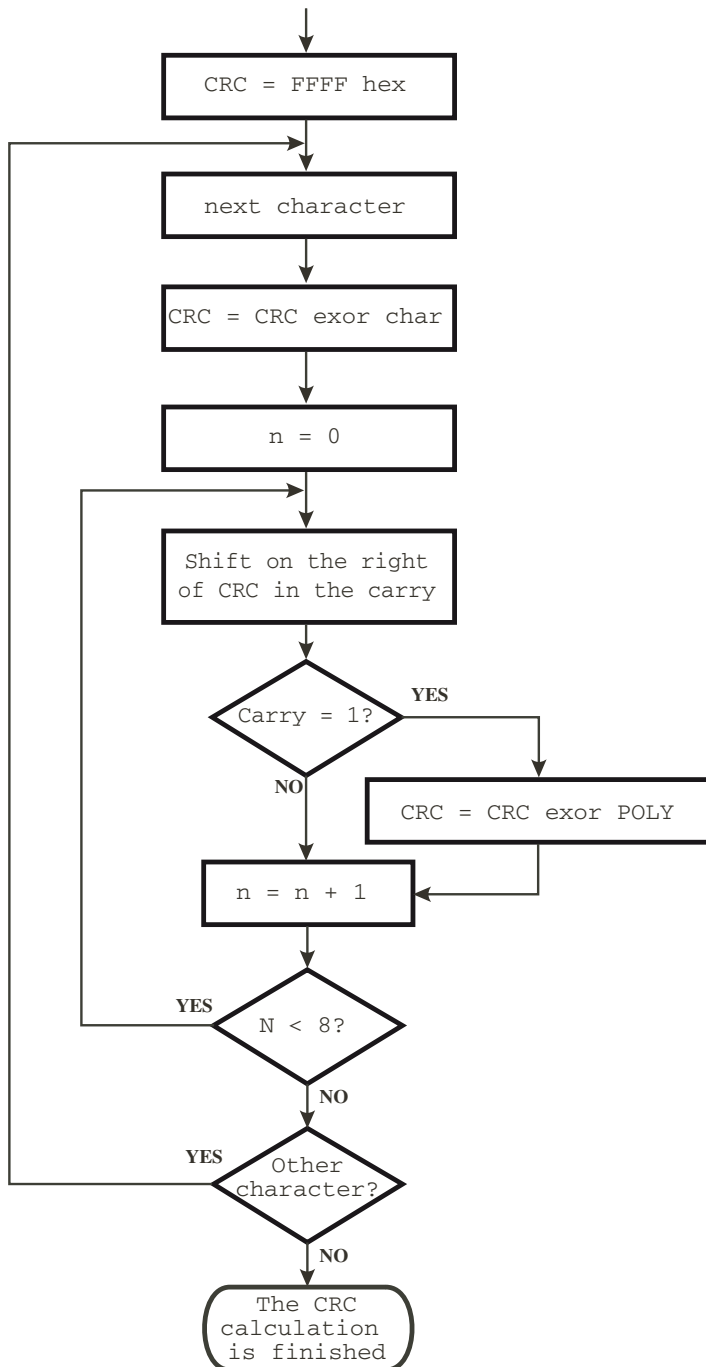 CRC = FFFF hex
next character
CRC = CRC exor char
n = 0
Shift on the right
of CRC in the carry
Carry = 1?
YES
NO
CRC = CRC exor POLY
n = n + 1
YES
N < 8?
NO
YES
Other
character?
NO
The CRC
calculation
is finished